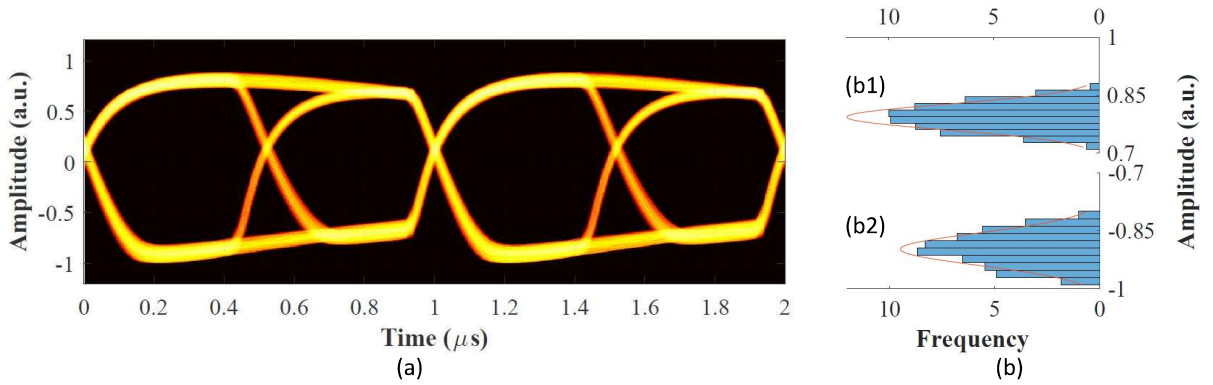 1
0.5
0
-0.5
-1
Amplitude (a.u.)
0 0.2 0.4 0.6 0.8 1 1.2 1.4 1.6 1.8 2
Time (μs)
(a)
10 5 0
1
(b1)
0.85
0.7
-0.7
(b2)
-0.85
-1
Amplitude (a.u.)
10 5 0
Frequency
(b)